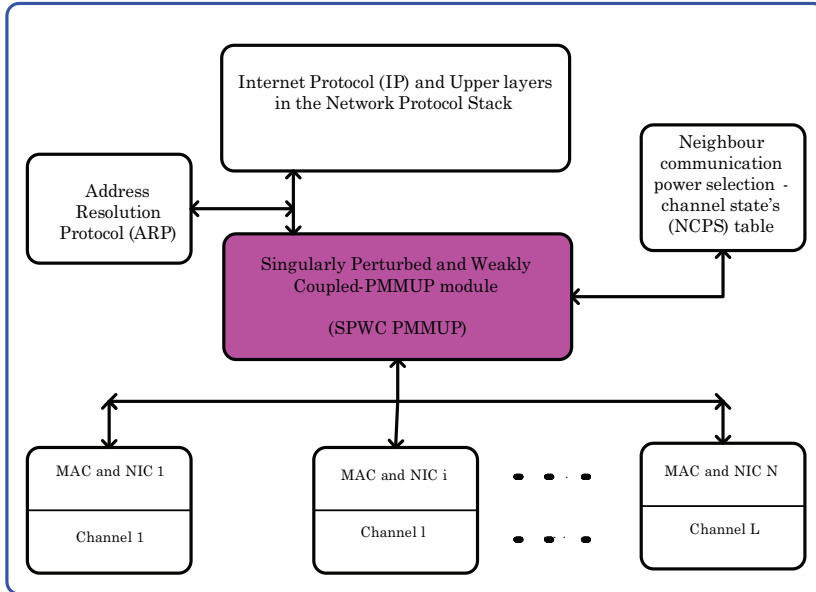 Internet Protocol (IP) and Upper layers
in the Network Protocol Stack
Address
Resolution
Protocol (ARP)
Neighbour
communication
power selection -
channel state's
(NCPS) table
Singularly Perturbed and Weakly
Coupled-PMMUP module
(SPWC PMMUP)
MAC and NIC 1
Channel 1
MAC and NIC i
Channel l
MAC and NIC N
Channel L